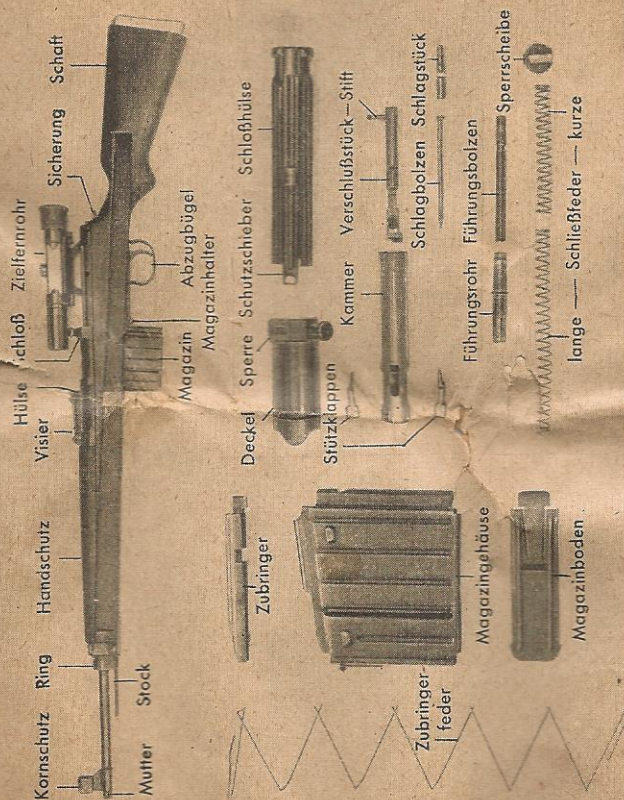 Kornschutz
Ring
Handschutz
Visier
Hülse
.chloß
Zielfernrohr
Sicherung
Schaft
Mutter
Stock
Magazin
Magazinhalter
Abzugbügel
Zubringer
Deckel
Sperre
Schutzschieber
Schloßhülse
Stützklappen
Kammer
Verschlußstück—Stift
Schlagbolzen
Schlagstück
Zubringer-
feder
Magazingehäuse
Führungsrohr
Führungsbolzen
Sperrscheibe
Magazinboden
lange — Schließfeder — kurze